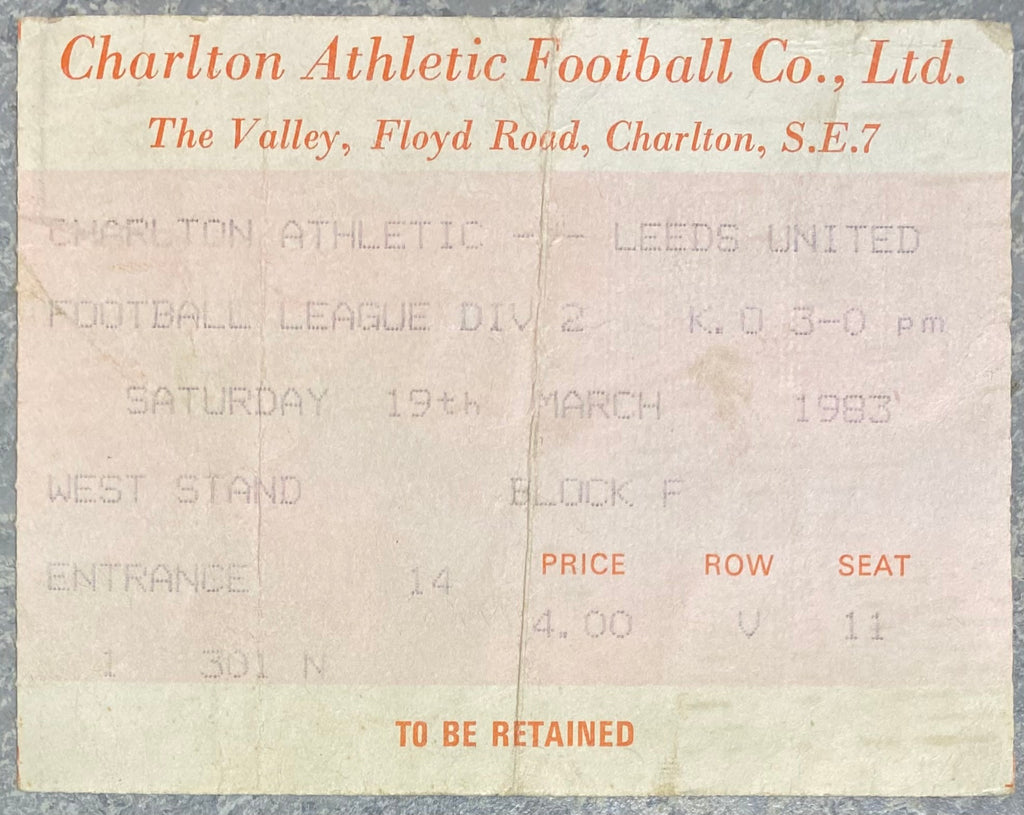 Charlton Athletic Football Co., Ltd.
The Valley, Floyd Road, Charlton, S.E.7
CHARLTON ATHLETIC --- LEEDS UNITED
FOOTBALL LEAGUE DIV 2 K.O 3-0 pm
SATURDAY 19th MARCH 1983
WEST STAND BLOCK F
PRICE ROW SEAT
ENTRANCE 14
4.00 V 11
1 301 N
TO BE RETAINED